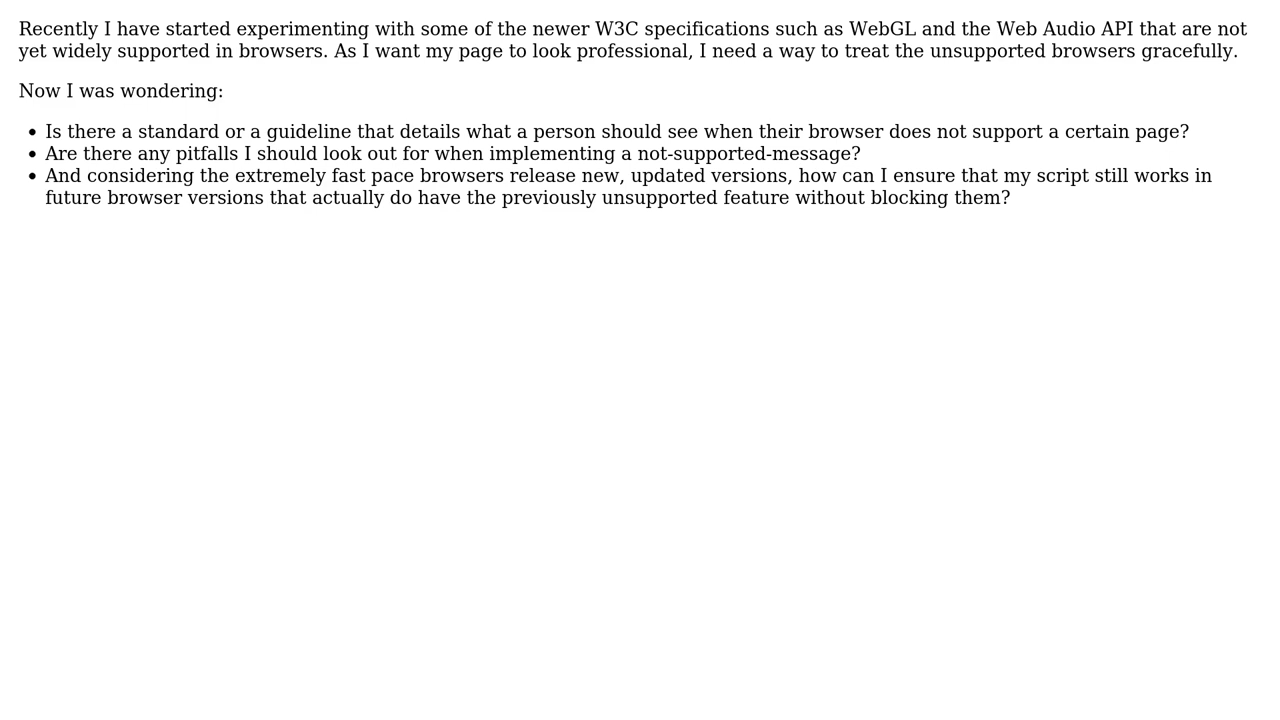 Recently I have started experimenting with some of the newer W3C specifications such as WebGL and the Web Audio API that are not
yet widely supported in browsers. As I want my page to look professional, I need a way to treat the unsupported browsers gracefully.
Now I was wondering:
• Is there a standard or a guideline that details what a person should see when their browser does not support a certain page?
• Are there any pitfalls I should look out for when implementing a not-supported-message?
• And considering the extremely fast pace browsers release new, updated versions, how can I ensure that my script still works in
future browser versions that actually do have the previously unsupported feature without blocking them?